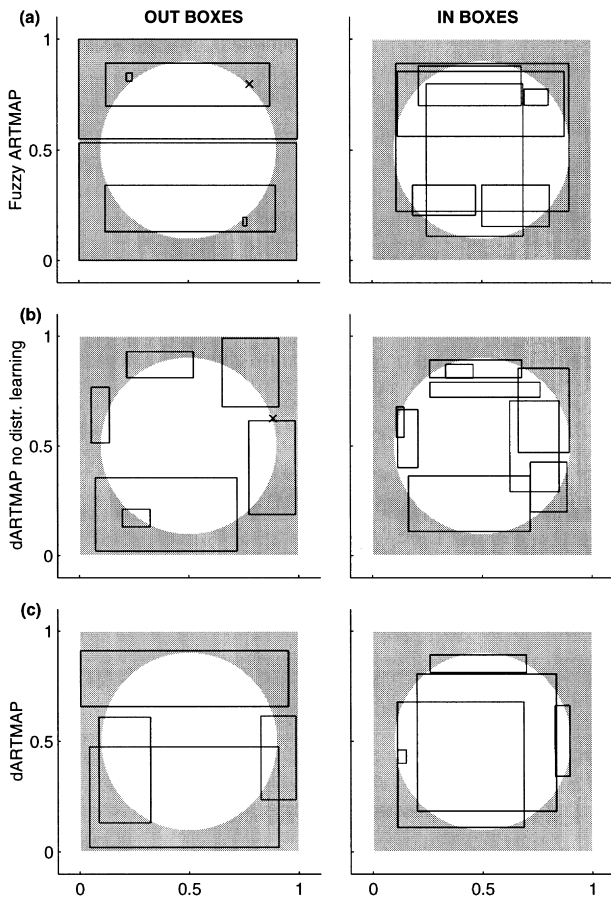 OUT BOXES IN BOXES
(a)
Fuzzy ARTMAP
1
0.5
0
(b)
dARTMAP no distr. learning
1
0.5
0
(c)
dARTMAP
1
0.5
0
0 0.5 1 0 0.5 1